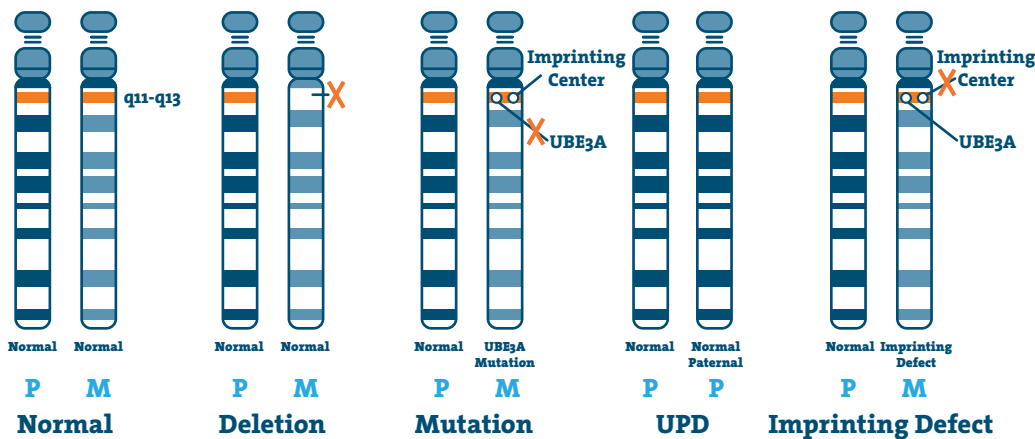 q11-q13
Imprinting
Center
UBE3A
Imprinting
Center
UBE3A
Normal
Normal
Normal
Normal
Normal
UBE3A
Mutation
Normal
Normal
Paternal
Normal
Imprinting
Defect
P
M
P
M
P
M
P
P
P
M
Normal
Deletion
Mutation
UPD
Imprinting Defect